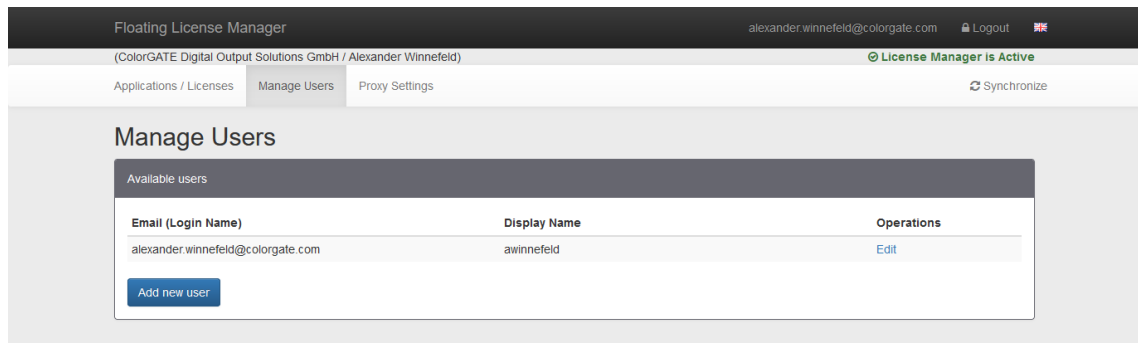 Floating License Manager alexander.winnefeld@colorgate.com Logout
(ColorGATE Digital Output Solutions GmbH / Alexander Winnefeld) License Manager is Active
Applications / Licenses Manage Users Proxy Settings Synchronize
Manage Users
Available users
Email (Login Name) Display Name Operations
alexander.winnefeld@colorgate.com awinnefeld Edit
Add new user